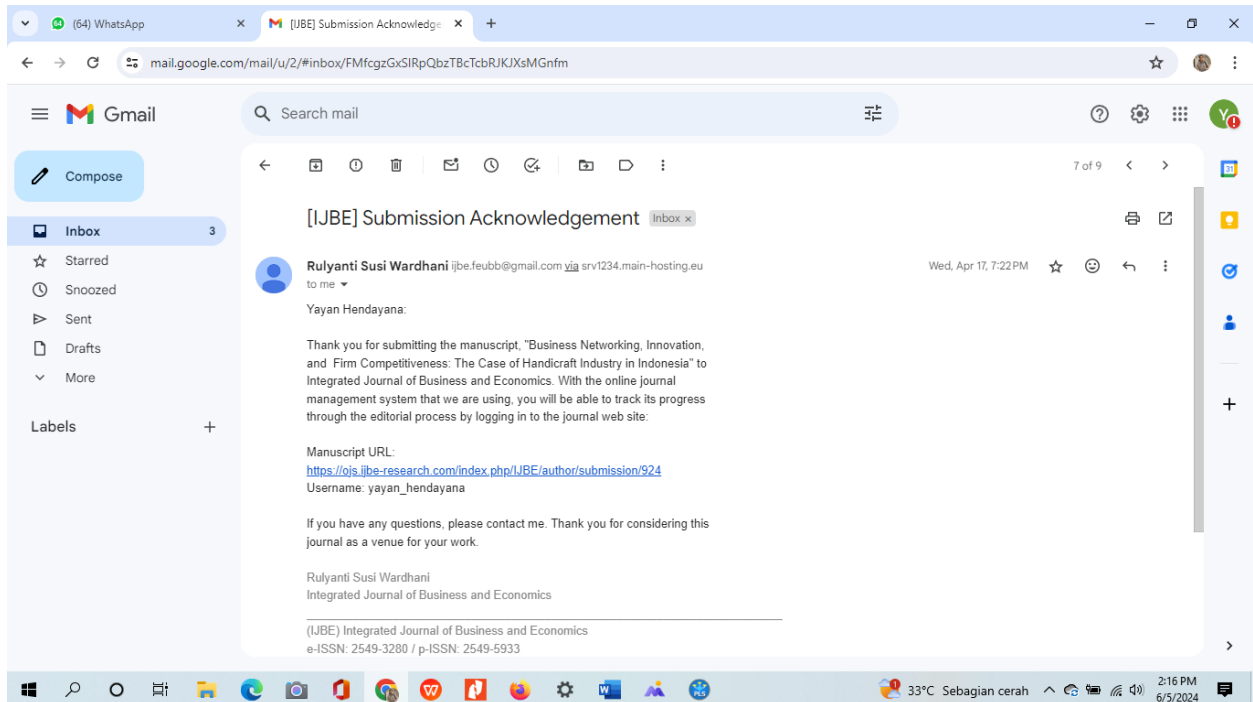 (64) WhatsApp
[IJBE] Submission Acknowledge
mail.google.com/mail/u/2/#inbox/FMfcgzGxSlRpQbzTBcTcbRJKJXsMGnfm
Gmail
Search mail
Y
Compose
7 of 9
31
[IJBE] Submission Acknowledgement Inbox ×
Inbox 3
Starred
Snoozed
Sent
Drafts
More
Labels
Rulyanti Susi Wardhani ijbe.feubb@gmail.com via srv1234.main-hosting.eu Wed, Apr 17, 7:22 PM
to me
Yayan Hendayana:
Thank you for submitting the manuscript, "Business Networking, Innovation,
and Firm Competitiveness: The Case of Handicraft Industry in Indonesia" to
Integrated Journal of Business and Economics. With the online journal
management system that we are using, you will be able to track its progress
through the editorial process by logging in to the journal web site:
Manuscript URL:
https://ojs.ijbe-research.com/index.php/IJBE/author/submission/924
Username: yayan_hendayana
If you have any questions, please contact me. Thank you for considering this
journal as a venue for your work.
Rulyanti Susi Wardhani
Integrated Journal of Business and Economics
(IJBE) Integrated Journal of Business and Economics
e-ISSN: 2549-3280 / p-ISSN: 2549-5933
33°C Sebagian cerah
2:16 PM
6/5/2024